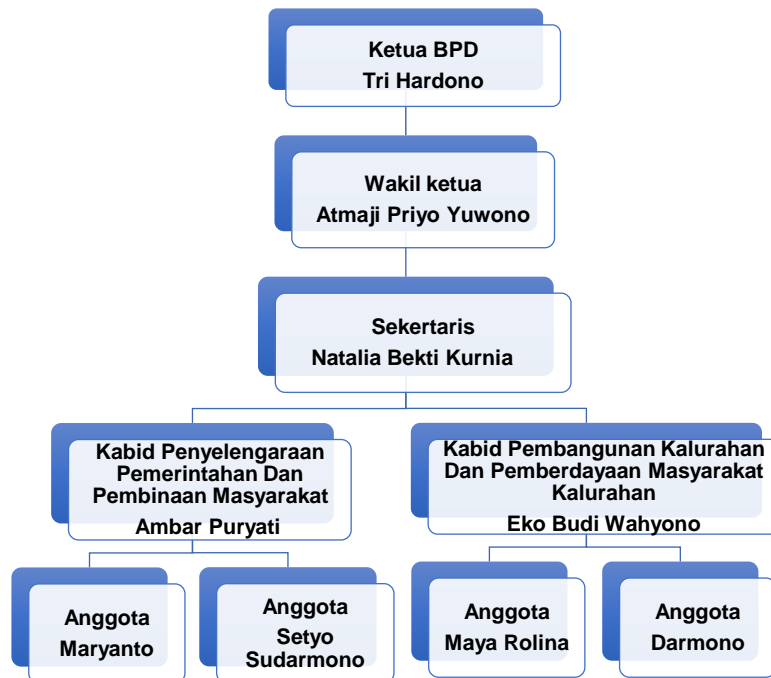 Ketua BPD
Tri Hardono
Wakil ketua
Atmaji Priyo Yuwono
Sekertaris
Natalia Bekti Kurnia
Kabid Penyelengaraan
Pemerintahan Dan
Pembinaan Masyarakat
Ambar Puryati
Kabid Pembangunan Kalurahan
Dan Pemberdayaan Masyarakat
Kalurahan
Eko Budi Wahyono
Anggota
Maryanto
Anggota
Setyo
Sudarmono
Anggota
Maya Rolina
Anggota
Darmono